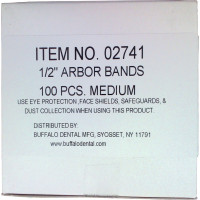 ITEM NO. 02741
1/2" ARBOR BANDS
100 PCS. MEDIUM
USE EYE PROTECTION, FACE SHIELDS, SAFEGUARDS, &
DUST COLLECTION WHEN USING THIS PRODUCT
DISTRIBUTED BY:
BUFFALO DENTAL MFG, SYOSSET, NY 11791
www.buffalodental.com